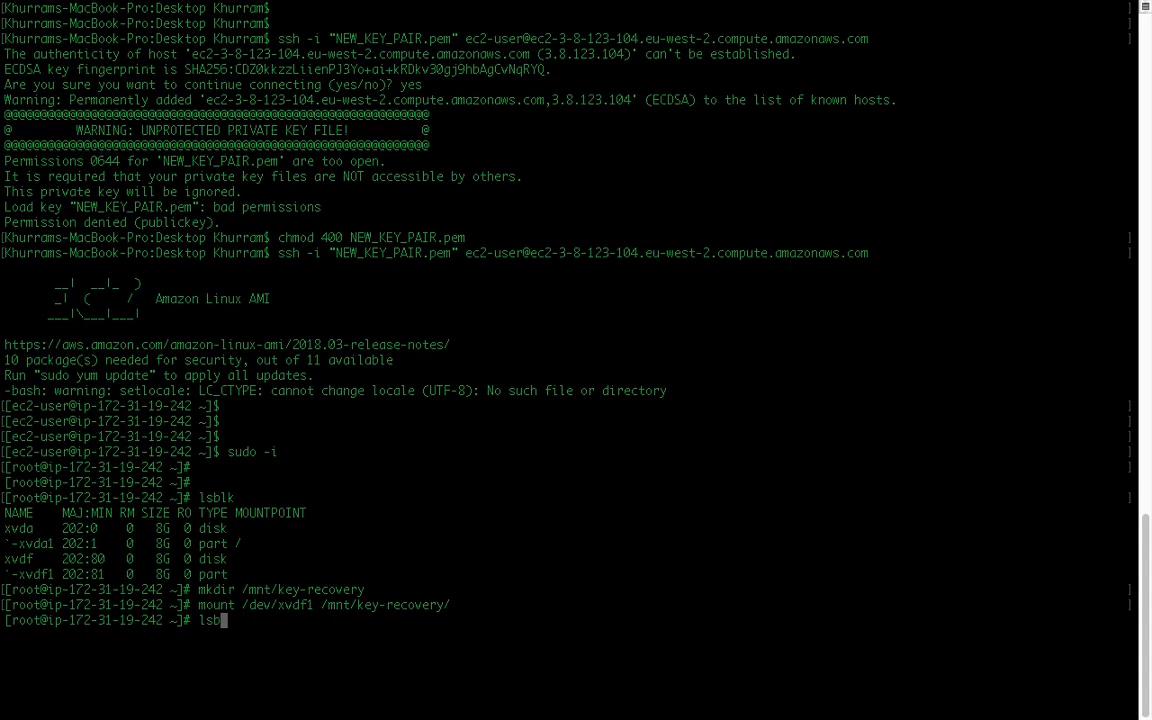 [Khurrams-MacBook-Pro:Desktop Khurram$ ]
[Khurrams-MacBook-Pro:Desktop Khurram$ ]
[Khurrams-MacBook-Pro:Desktop Khurram$ ssh -i "NEW_KEY_PAIR.pem" ec2-user@ec2-3-8-123-104.eu-west-2.compute.amazonaws.com ]
The authenticity of host 'ec2-3-8-123-104.eu-west-2.compute.amazonaws.com (3.8.123.104)' can't be established.
ECDSA key fingerprint is SHA256:CDZ0kkzzLiienPJ3Yo+ai+kRDkv30gj9hbAgCvNqRYQ.
Are you sure you want to continue connecting (yes/no)? yes
Warning: Permanently added 'ec2-3-8-123-104.eu-west-2.compute.amazonaws.com,3.8.123.104' (ECDSA) to the list of known hosts.
@@@@@@@@@@@@@@@@@@@@@@@@@@@@@@@@@@@@@@@@@@@@@@@@@@@@@@@@@@@
@         WARNING: UNPROTECTED PRIVATE KEY FILE!          @
@@@@@@@@@@@@@@@@@@@@@@@@@@@@@@@@@@@@@@@@@@@@@@@@@@@@@@@@@@@
Permissions 0644 for 'NEW_KEY_PAIR.pem' are too open.
It is required that your private key files are NOT accessible by others.
This private key will be ignored.
Load key "NEW_KEY_PAIR.pem": bad permissions
Permission denied (publickey).
[Khurrams-MacBook-Pro:Desktop Khurram$ chmod 400 NEW_KEY_PAIR.pem ]
[Khurrams-MacBook-Pro:Desktop Khurram$ ssh -i "NEW_KEY_PAIR.pem" ec2-user@ec2-3-8-123-104.eu-west-2.compute.amazonaws.com ]
       __|  __|_  )
       _|  (     /   Amazon Linux AMI
      ___|\___|___|
https://aws.amazon.com/amazon-linux-ami/2018.03-release-notes/
10 package(s) needed for security, out of 11 available
Run "sudo yum update" to apply all updates.
-bash: warning: setlocale: LC_CTYPE: cannot change locale (UTF-8): No such file or directory
[[ec2-user@ip-172-31-19-242 ~]$ ]
[[ec2-user@ip-172-31-19-242 ~]$ ]
[[ec2-user@ip-172-31-19-242 ~]$ ]
[[ec2-user@ip-172-31-19-242 ~]$ sudo -i ]
[[root@ip-172-31-19-242 ~]# ]
[root@ip-172-31-19-242 ~]#
[[root@ip-172-31-19-242 ~]# lsblk ]
NAME    MAJ:MIN RM SIZE RO TYPE MOUNTPOINT
xvda    202:0    0   8G  0 disk
`-xvda1 202:1    0   8G  0 part /
xvdf    202:80   0   8G  0 disk
`-xvdf1 202:81   0   8G  0 part
[[root@ip-172-31-19-242 ~]# mkdir /mnt/key-recovery ]
[[root@ip-172-31-19-242 ~]# mount /dev/xvdf1 /mnt/key-recovery/ ]
[root@ip-172-31-19-242 ~]# lsb